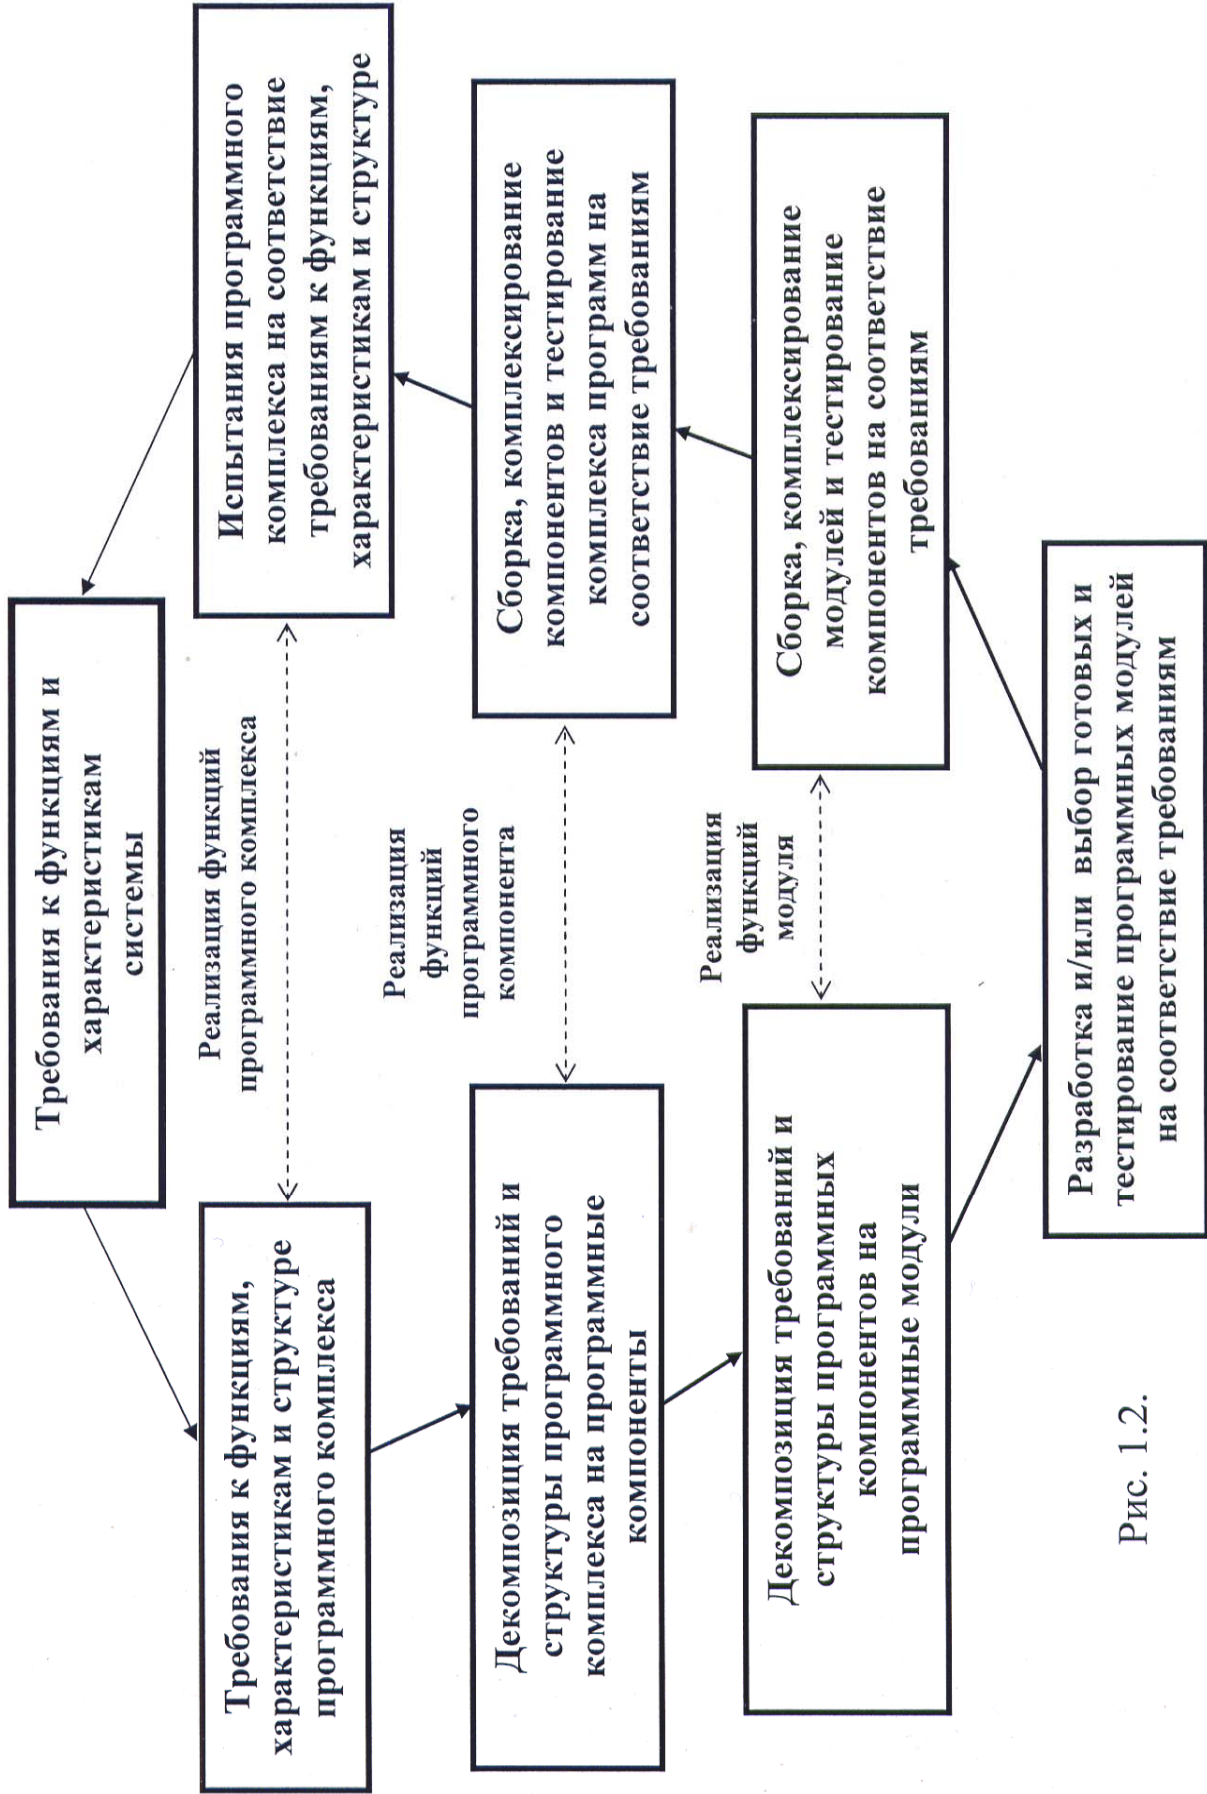 Требования к функциям и
характеристикам
системы
Требования к функциям,
характеристикам и структуре
программного комплекса
Реализация функций
программного комплекса
Испытания программного
комплекса на соответствие
требованиям к функциям,
характеристикам и структуре
Декомпозиция требований и
структуры программного
комплекса на программные
компоненты
Реализация
функций
программного
компонента
Сборка, комплексирование
компонентов и тестирование
комплекса программ на
соответствие требованиям
Декомпозиция требований и
структуры программных
компонентов на
программные модули
Реализация
функций
модуля
Сборка, комплексирование
модулей и тестирование
компонентов на соответствие
требованиям
Разработка и/или выбор готовых и
тестирование программных модулей
на соответствие требованиям
Рис. 1.2.